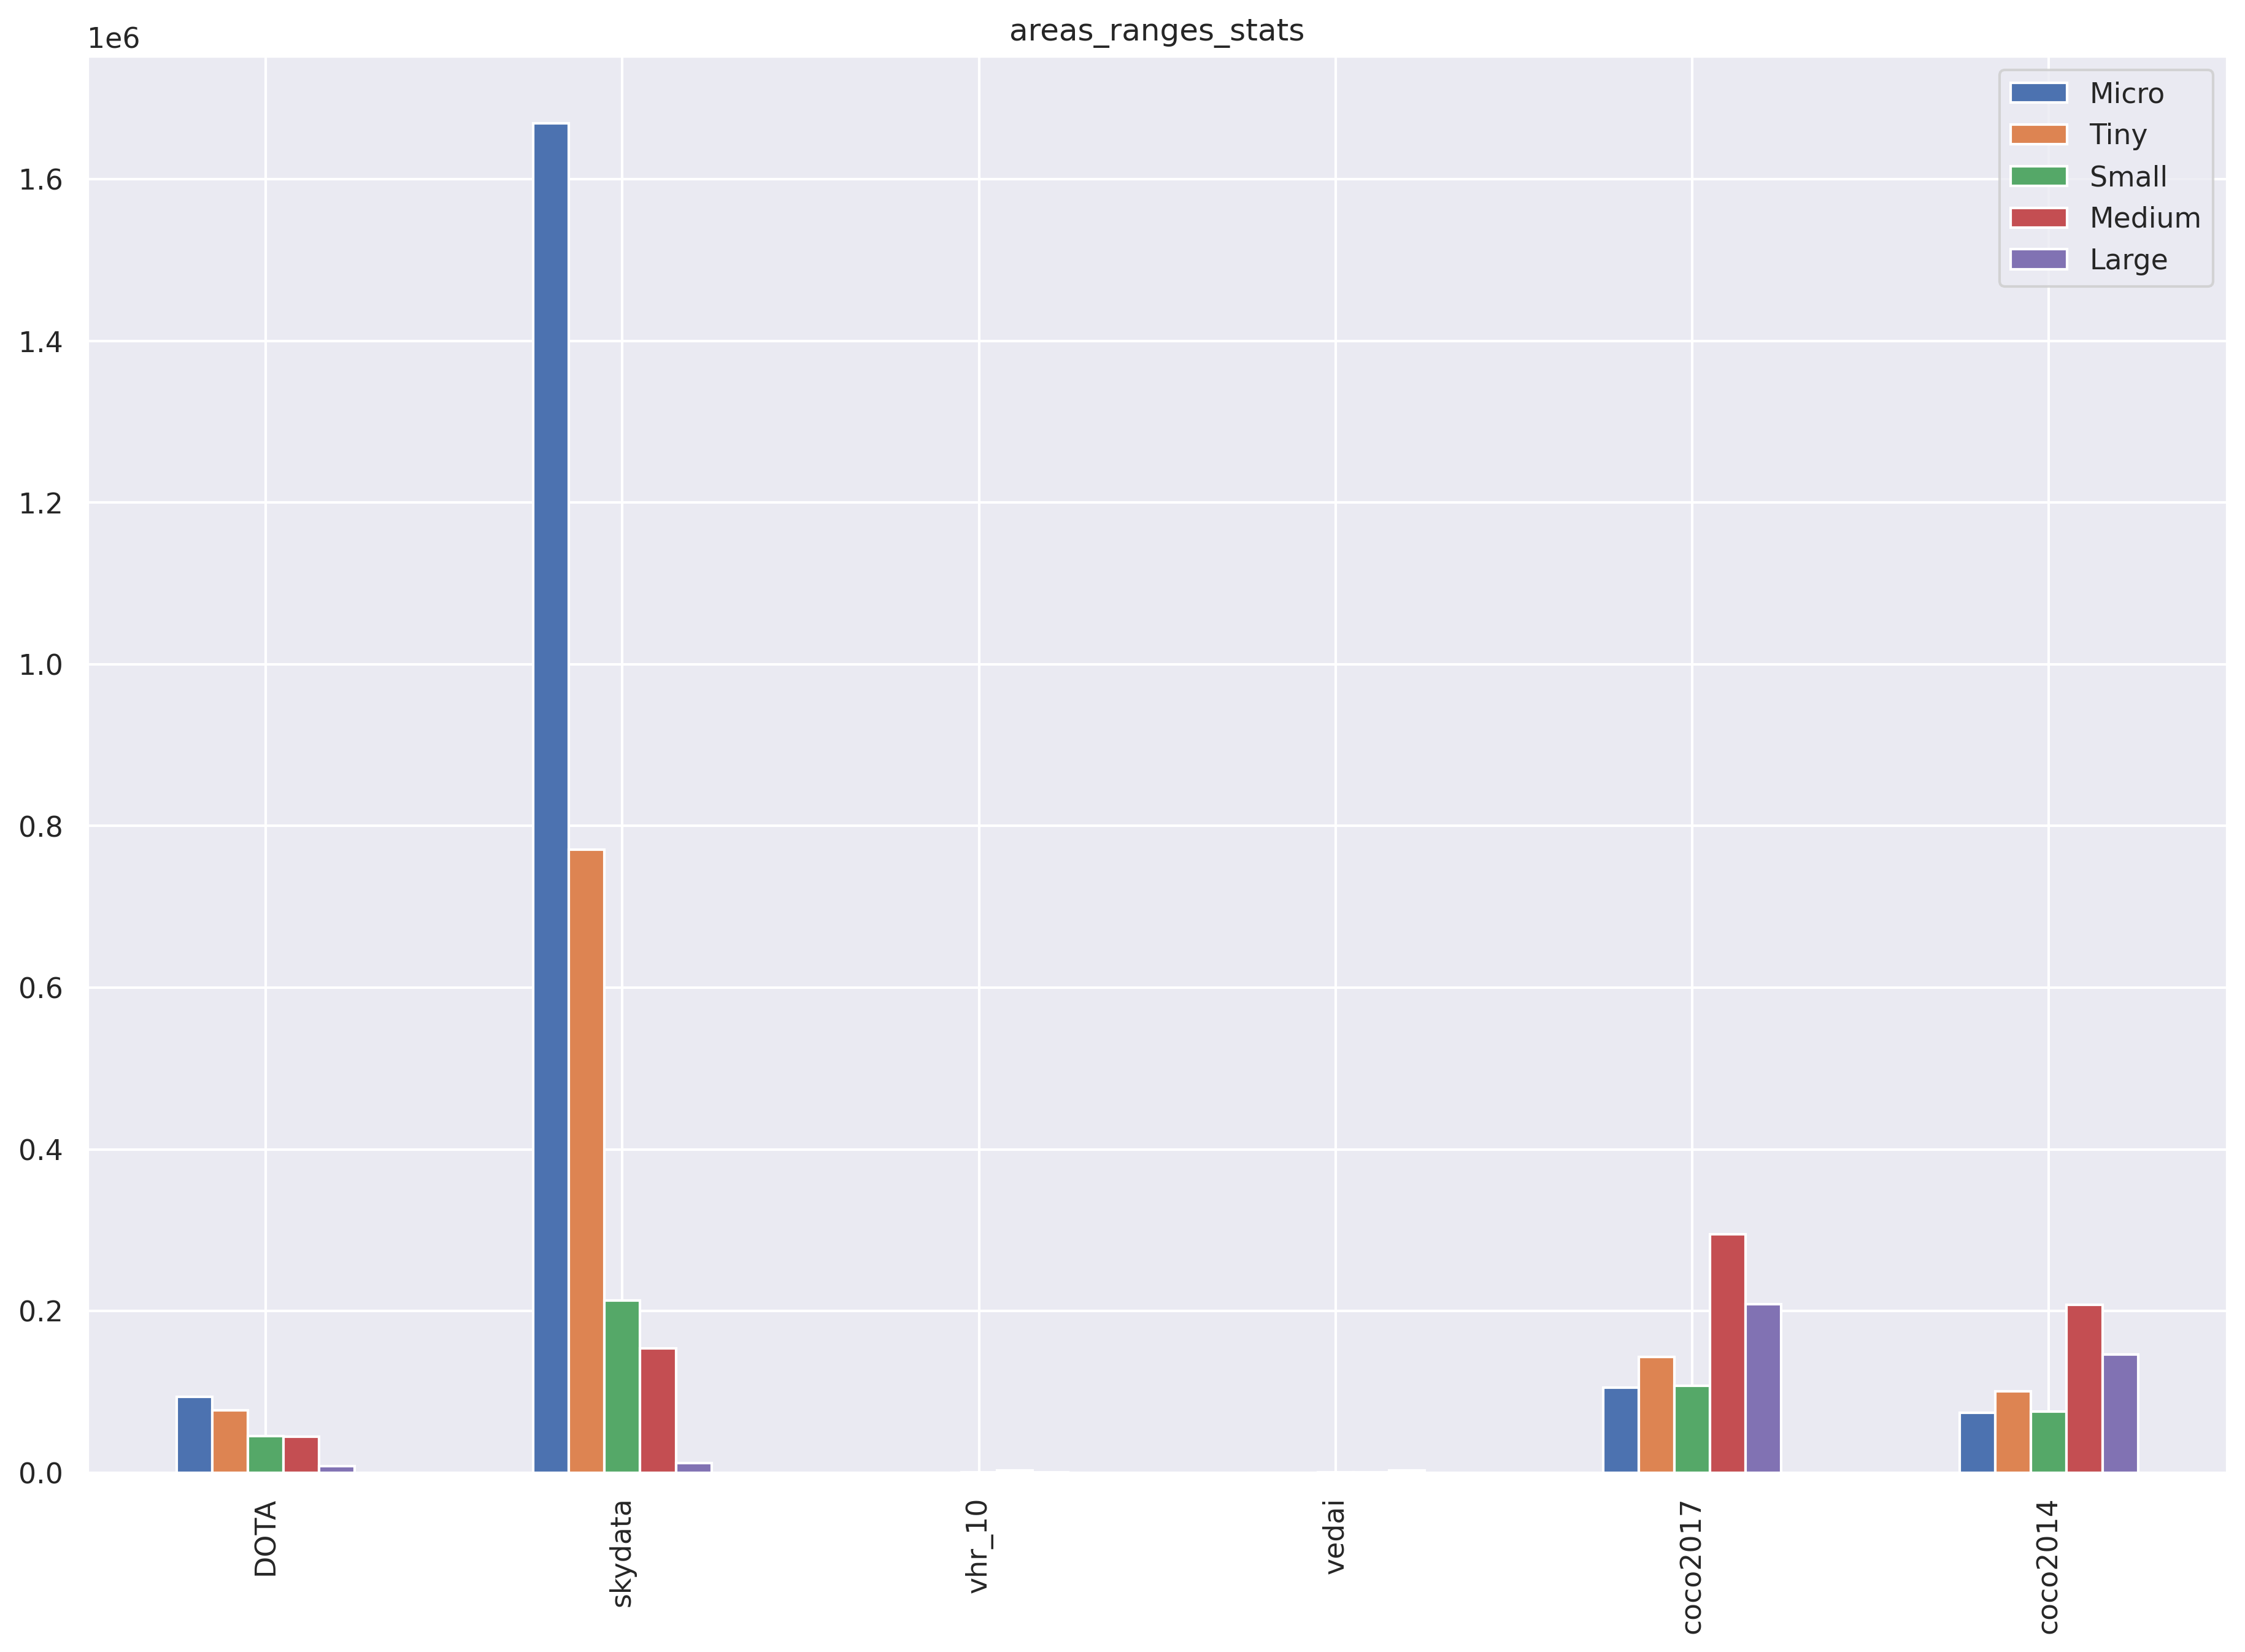 areas_ranges_stats
1e6
Micro
Tiny
Small
Medium
Large
1.6
1.4
1.2
1.0
0.8
0.6
0.4
0.2
0.0
DOTA
skydata
vhr_10
vedai
coco2017
coco2014